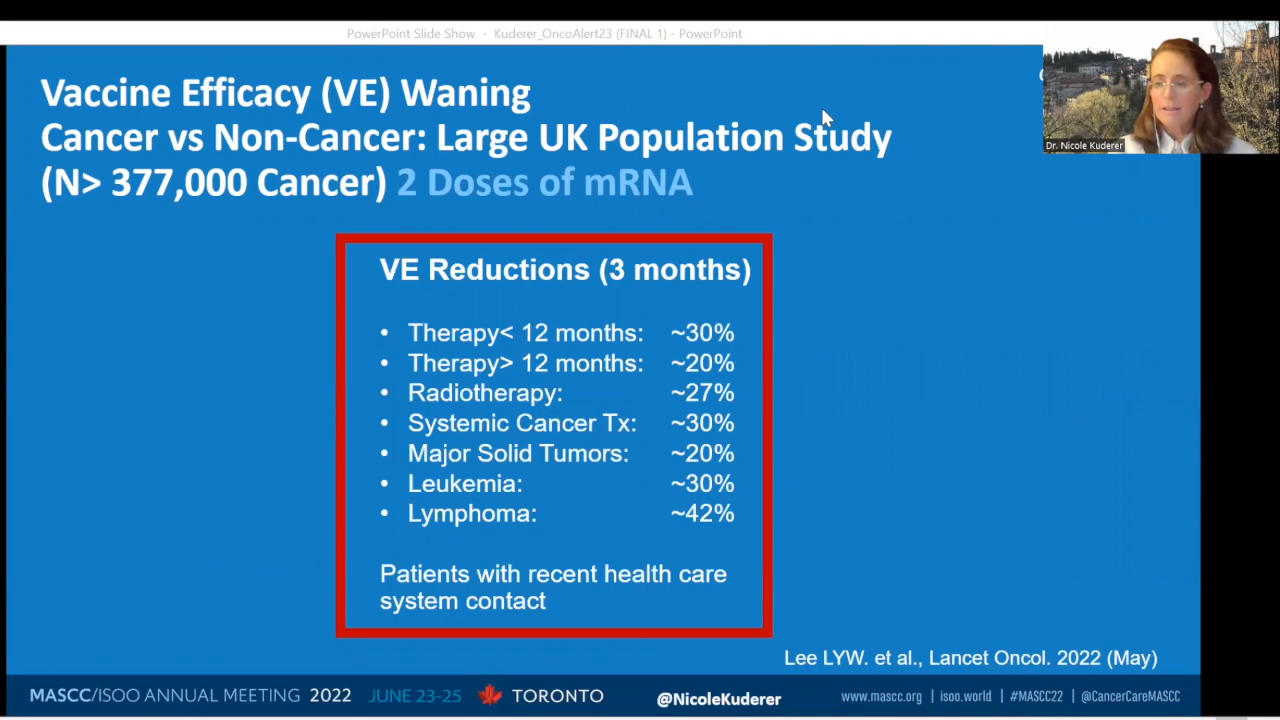 PowerPoint Slide Show - Kuderer_OncoAlert23 (FINAL 1) - PowerPoint
Vaccine Efficacy (VE) Waning
Cancer vs Non-Cancer: Large UK Population Study
(N> 377,000 Cancer) 2 Doses of mRNA
Dr. Nicole Kuderer
VE Reductions (3 months)
• Therapy< 12 months: ~30%
• Therapy> 12 months: ~20%
• Radiotherapy: ~27%
• Systemic Cancer Tx: ~30%
• Major Solid Tumors: ~20%
• Leukemia: ~30%
• Lymphoma: ~42%
Patients with recent health care
system contact
Lee LYW. et al., Lancet Oncol. 2022 (May)
MASCC/ISOO ANNUAL MEETING 2022 JUNE 23-25 TORONTO @NicoleKuderer www.mascc.org | isoo.world | #MASCC22 | @CancerCareMASCC